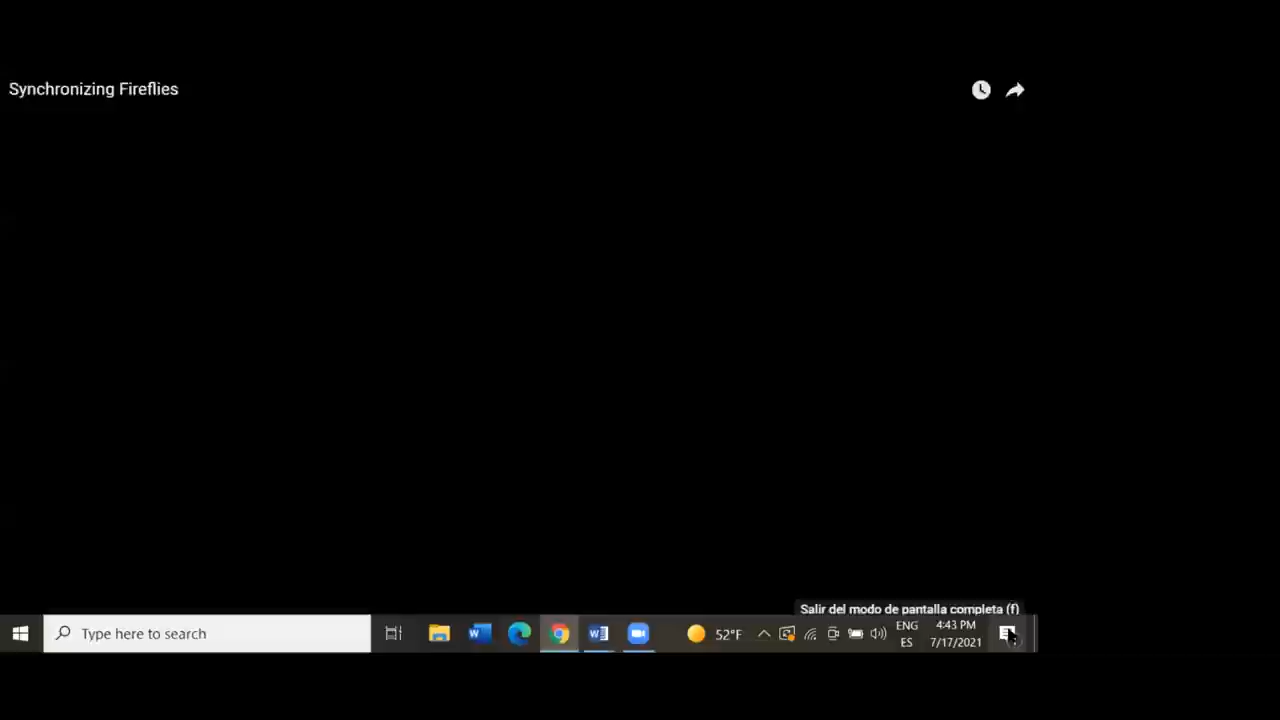 Synchronizing Fireflies
Salir del modo de pantalla completa (f)
Type here to search
52°F
ENG
ES
4:43 PM
7/17/2021